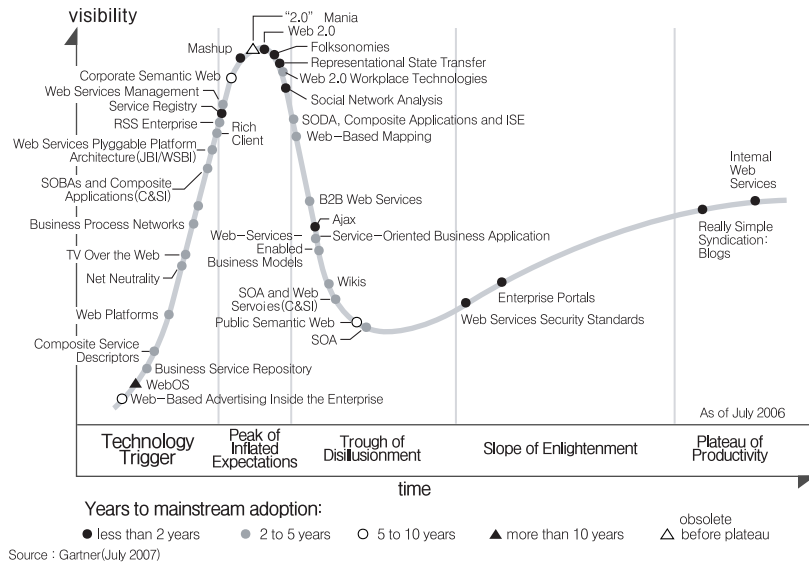 visibility
"2.0" Mania
Web 2.0
Mashup
Folksonomies
Representational State Transfer
Corporate Semantic Web
Web 2.0 Workplace Technologies
Web Services Management
Social Network Analysis
Service Registry
RSS Enterprise
Rich
Client
SODA, Composite Applications and ISE
Web-Based Mapping
Web Services Plyggable Platform
Architecture(JBI/WSBI)
Internal
Web
Services
SOBAs and Composite
Applications(C&SI)
B2B Web Services
Business Process Networks
Ajax
Web-Services
Enabled
Business Models
Service-Oriented Business Application
Really Simple
Syndication:
Blogs
TV Over the Web
Net Neutrality
Wikis
SOA and Web
Servoies(C&SI)
Enterprise Portals
Web Platforms
Public Semantic Web
Web Services Security Standards
SOA
Composite Service
Descriptors
Business Service Repository
WebOS
Web-Based Advertising Inside the Enterprise
As of July 2006
Technology
Trigger
Peak of
Inflated
Expectations
Trough of
Disillusionment
Slope of Enlightenment
Plateau of
Productivity
time
Years to mainstream adoption:
less than 2 years
2 to 5 years
5 to 10 years
more than 10 years
obsolete
before plateau
Source : Gartner(July 2007)